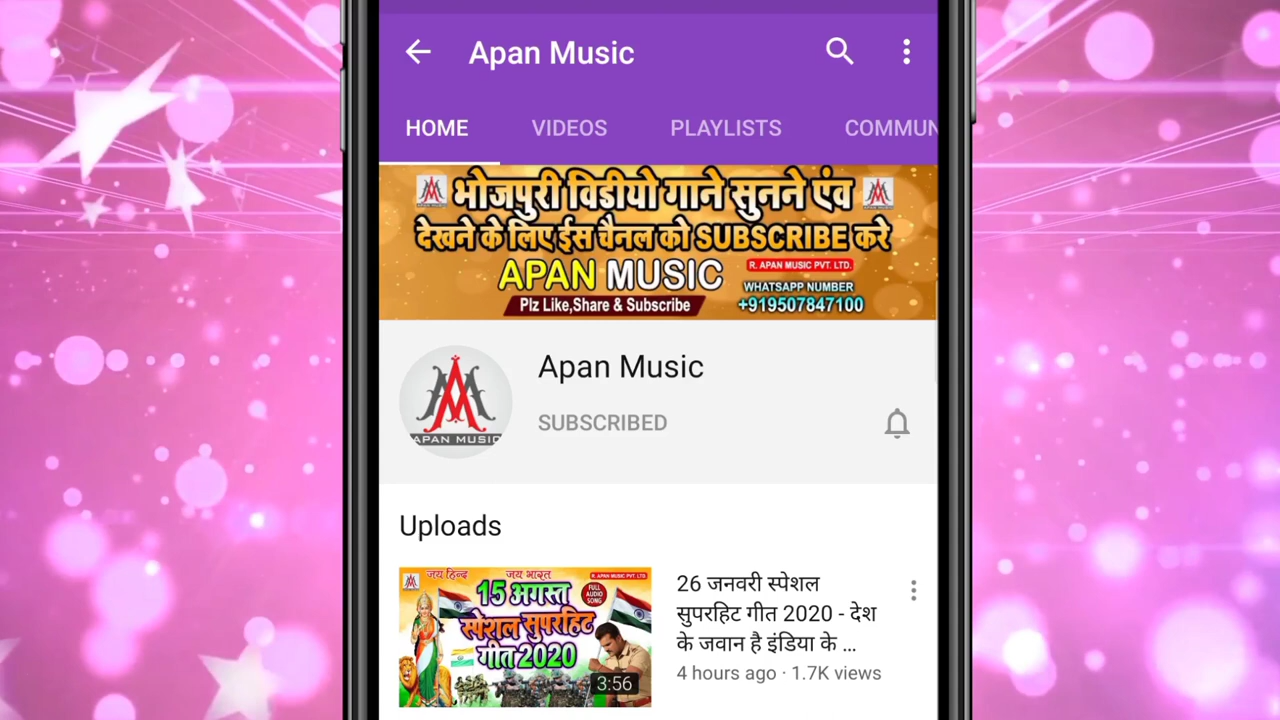 Apan Music
HOME VIDEOS PLAYLISTS COMMUN
भोजपुरी विडीयो गाने सुनने एंव
देखने के लिए ईस चैनल को SUBSCRIBE करे
APAN MUSIC
R. APAN MUSIC PVT. LTD.
WHATSAPP NUMBER
Plz Like,Share & Subscribe
+919507847100
Apan Music
SUBSCRIBED
APAN MUSIC
Uploads
जय हिन्द जय भारत
R. APAN MUSIC PVT. LTD
15 अगस्त
FULL
AUDIO
SONG
स्पेशल सुपरहिट
गीत 2020
3:56
26 जनवरी स्पेशल
सुपरहिट गीत 2020 - देश
के जवान है इंडिया के ...
4 hours ago · 1.7K views